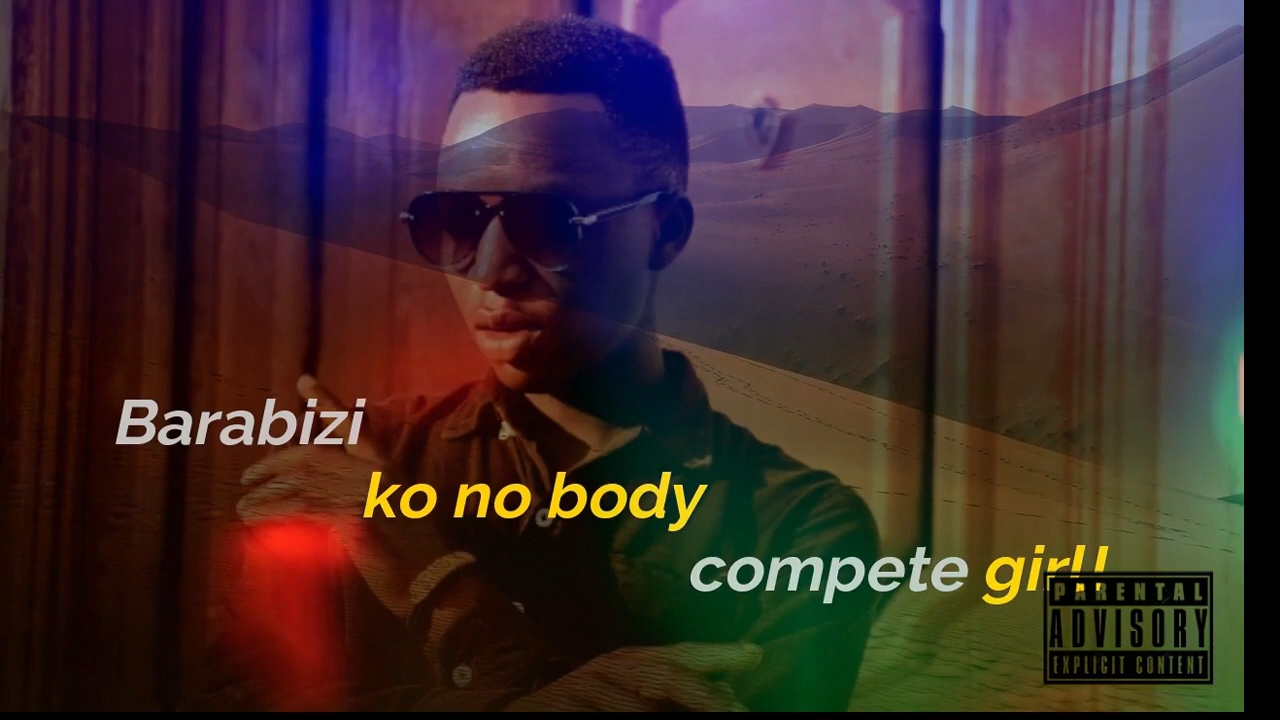 Barabizi
ko no body
compete girl!
PARENTAL
ADVISORY
EXPLICIT CONTENT